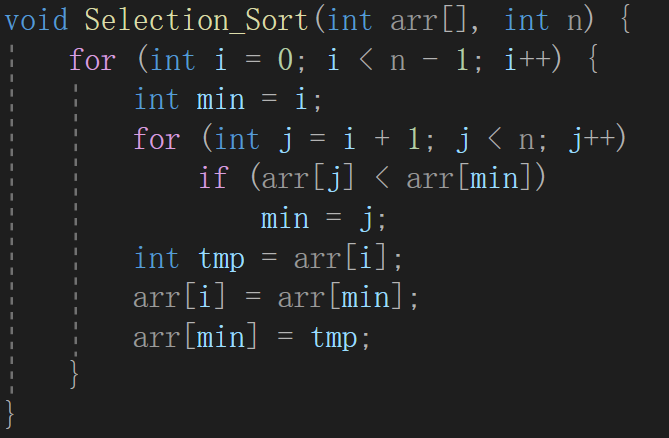 void Selection_Sort(int arr[], int n) {
    for (int i = 0; i < n - 1; i++) {
        int min = i;
        for (int j = i + 1; j < n; j++)
            if (arr[j] < arr[min])
                min = j;
        int tmp = arr[i];
        arr[i] = arr[min];
        arr[min] = tmp;
    }
}